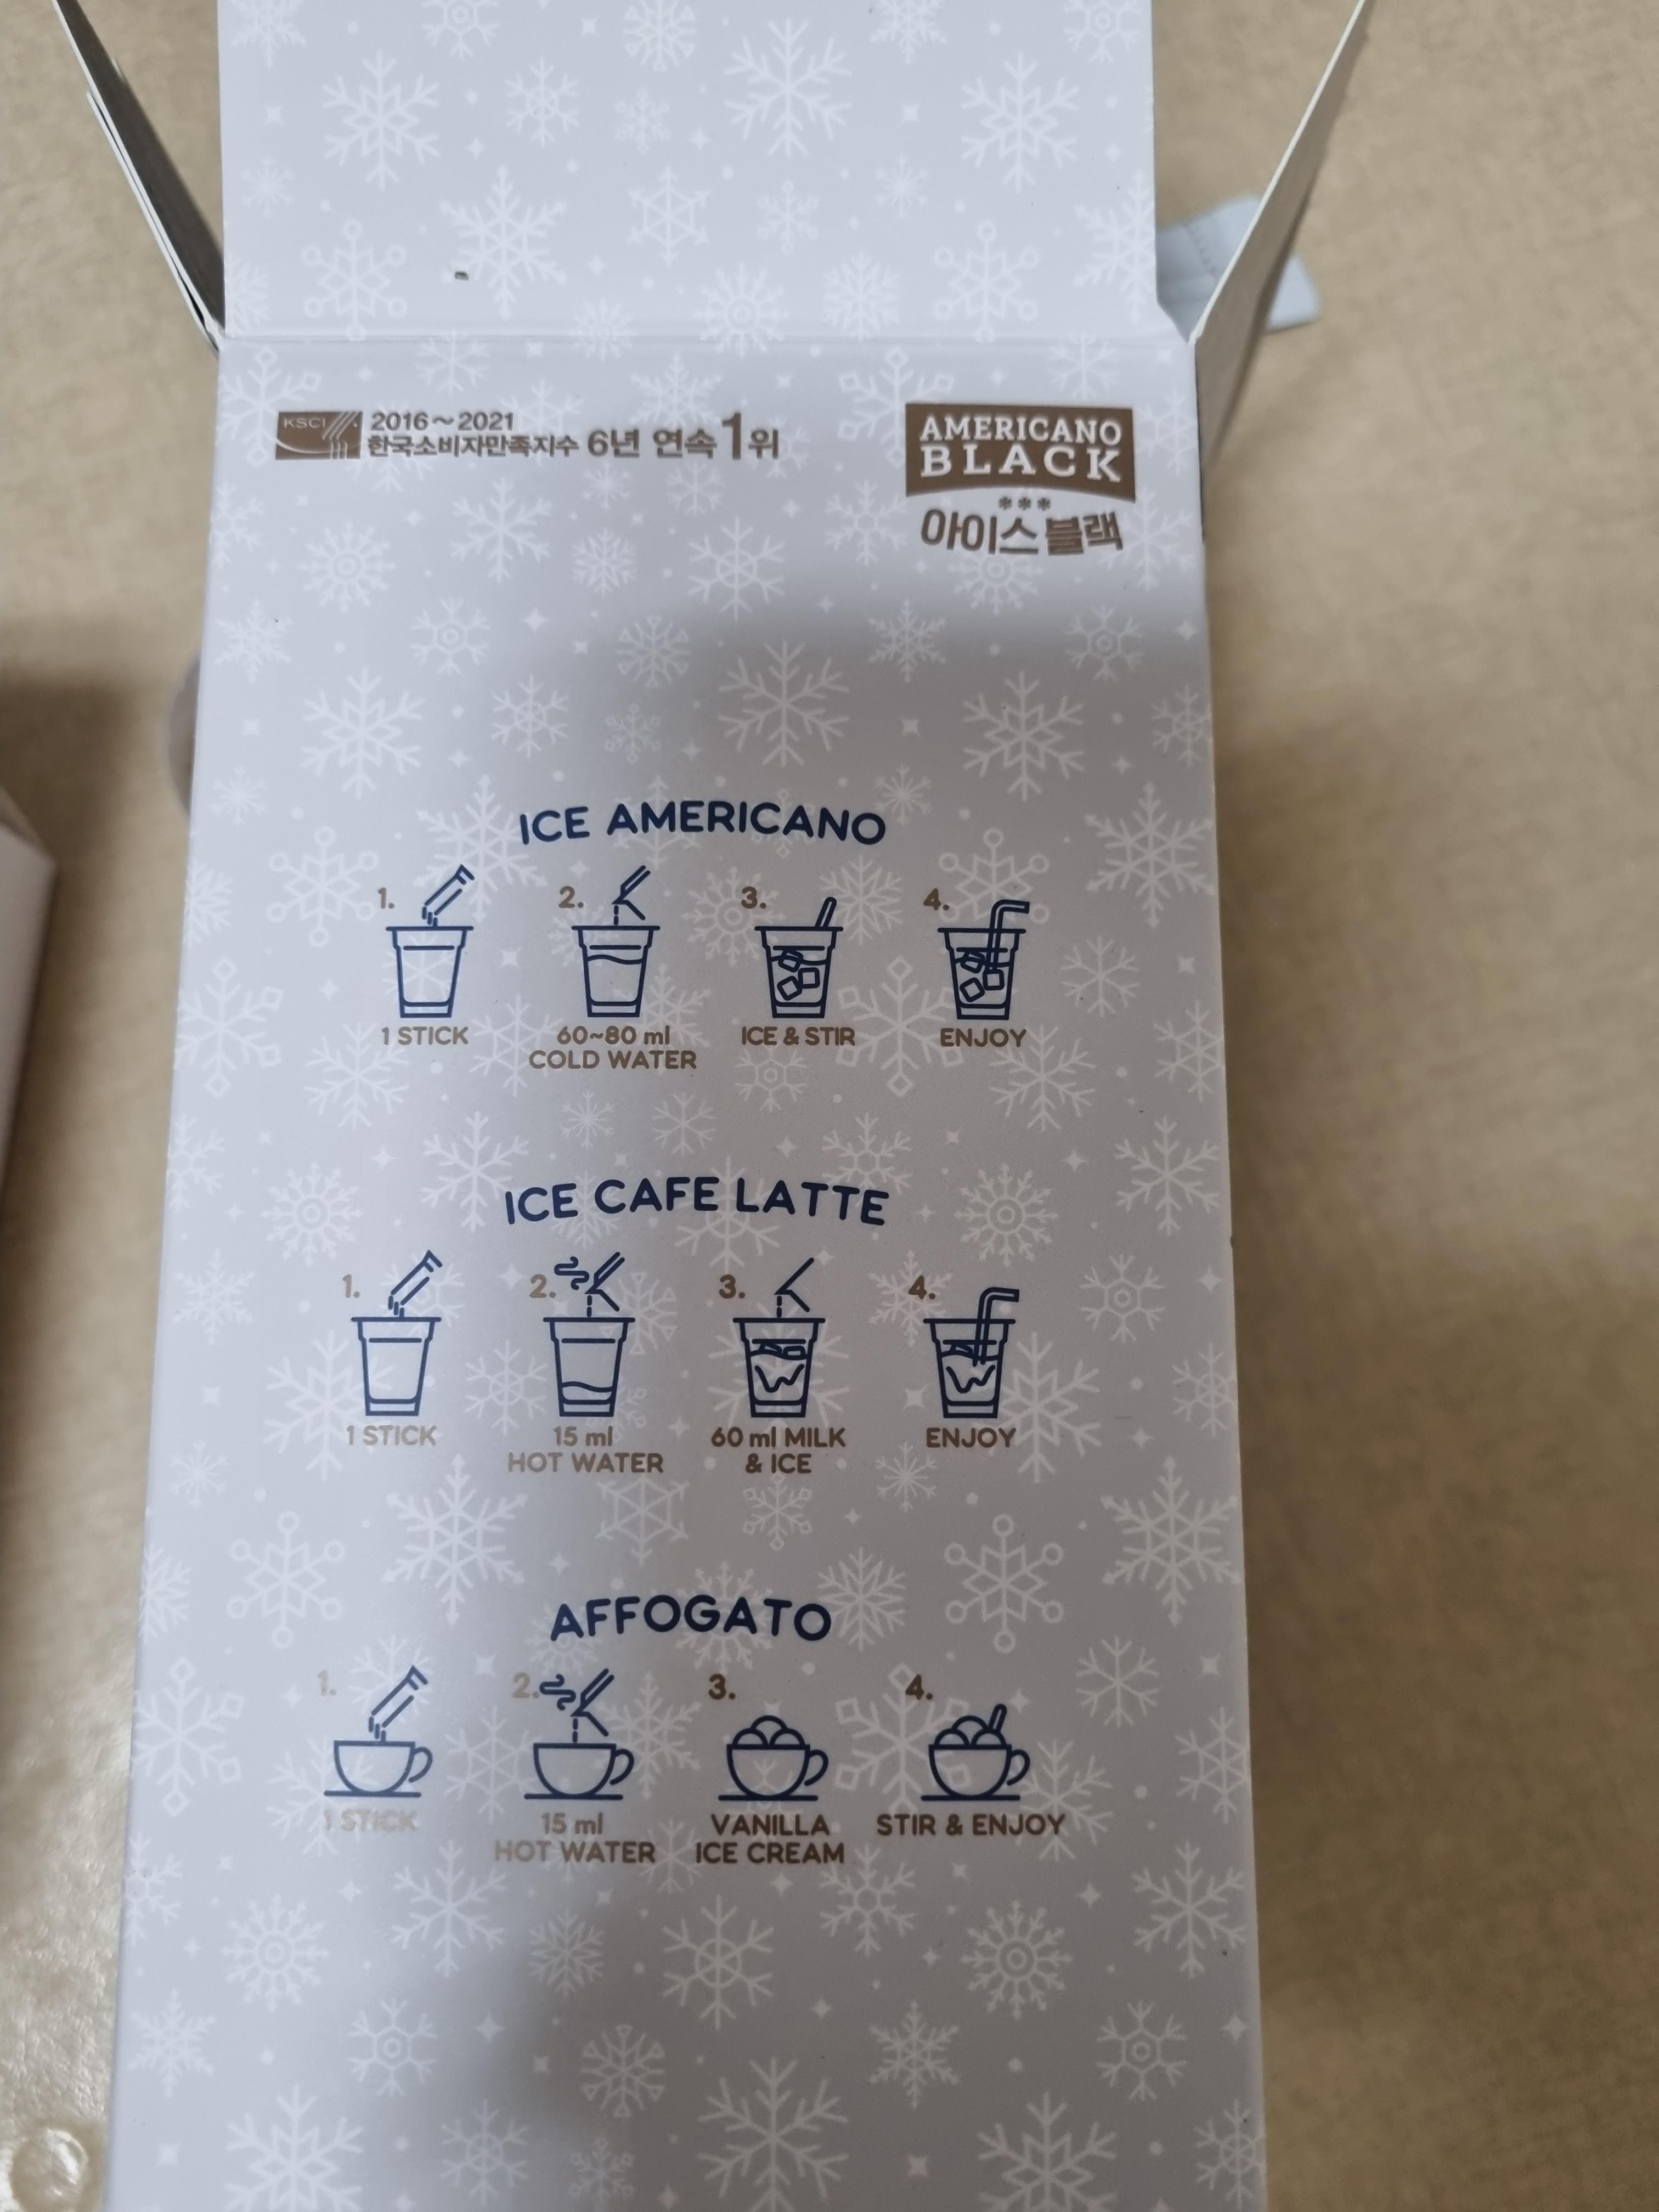 KSCI
2016~2021
한국소비자만족지수 6년 연속 1위
AMERICANO
BLACK
아이스 블랙
ICE AMERICANO
1. 2. 3. 4.
1 STICK 60~80 ml ICE & STIR ENJOY
COLD WATER
ICE CAFE LATTE
1. 2. 3. 4.
1 STICK 15 ml 60 ml MILK ENJOY
HOT WATER & ICE
AFFOGATO
1. 2. 3. 4.
1 STICK 15 ml VANILLA STIR & ENJOY
HOT WATER ICE CREAM